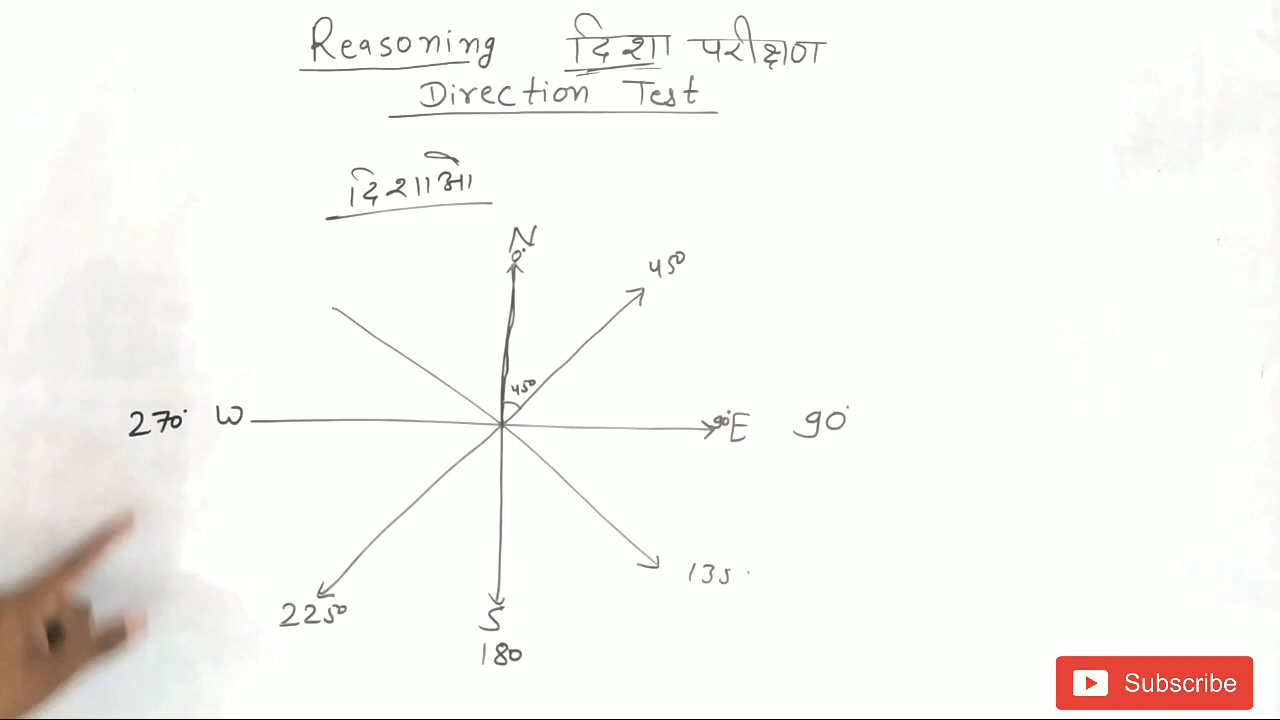 Reasoning दिशा परीक्षण
Direction Test
दिशाओ
N
0°
45°
45°
270° W
90° E 90°
225°
135
S
180
Subscribe